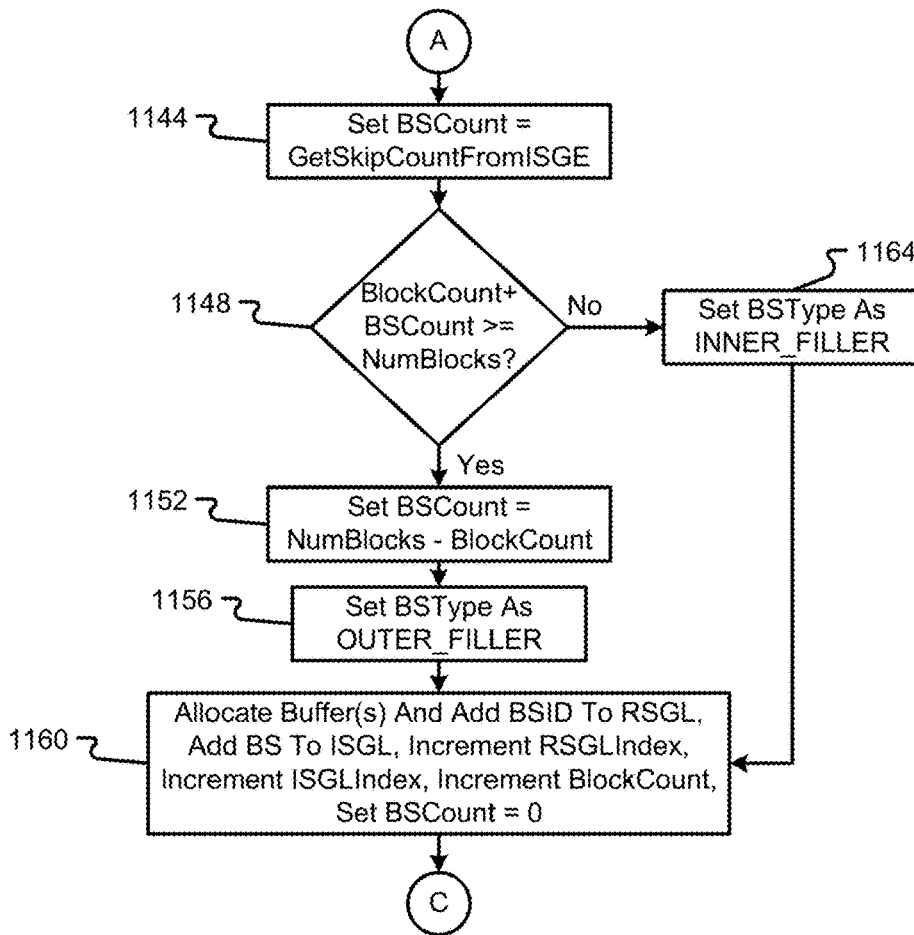 A
1144
Set BSCount =
GetSkipCountFromISGE
1148
BlockCount+
BSCount >=
NumBlocks?
No
1164
Set BSType As
INNER_FILLER
Yes
1152
Set BSCount =
NumBlocks - BlockCount
1156
Set BSType As
OUTER_FILLER
1160
Allocate Buffer(s) And Add BSID To RSGL,
Add BS To ISGL, Increment RSGLIndex,
Increment ISGLIndex, Increment BlockCount,
Set BSCount = 0
C